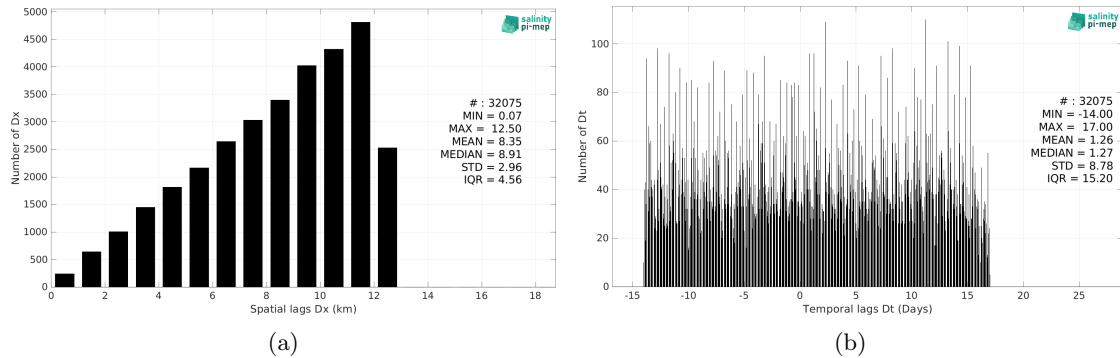 5000
4500
4000
3500
3000
2500
2000
1500
1000
500
0
Number of Dx
salinity
pi-mep
# : 32075
MIN = 0.07
MAX = 12.50
MEAN = 8.35
MEDIAN = 8.91
STD = 2.96
IQR = 4.56
0 2 4 6 8 10 12 14 16 18
Spatial lags Dx (km)
(a)
100
80
60
40
20
0
Number of Dt
salinity
pi-mep
# : 32075
MIN = -14.00
MAX = 17.00
MEAN = 1.26
MEDIAN = 1.27
STD = 8.78
IQR = 15.20
-15 -10 -5 0 5 10 15 20 25
Temporal lags Dt (Days)
(b)